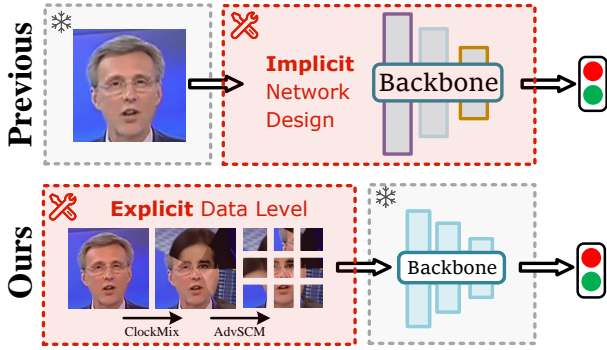 Previous
Implicit
Network
Design
Backbone
Ours
Explicit Data Level
ClockMix
AdvSCM
Backbone